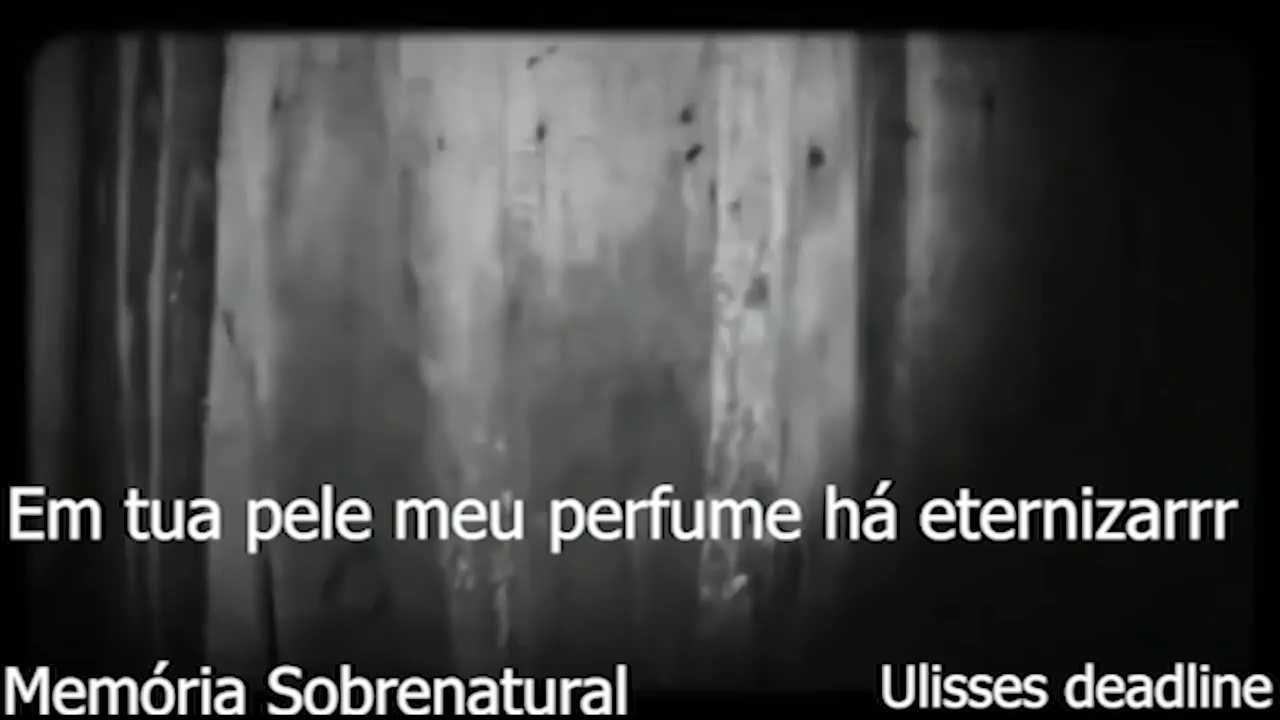 Em tua pele meu perfume há eternizarrr
Memória Sobrenatural
Ulisses deadline